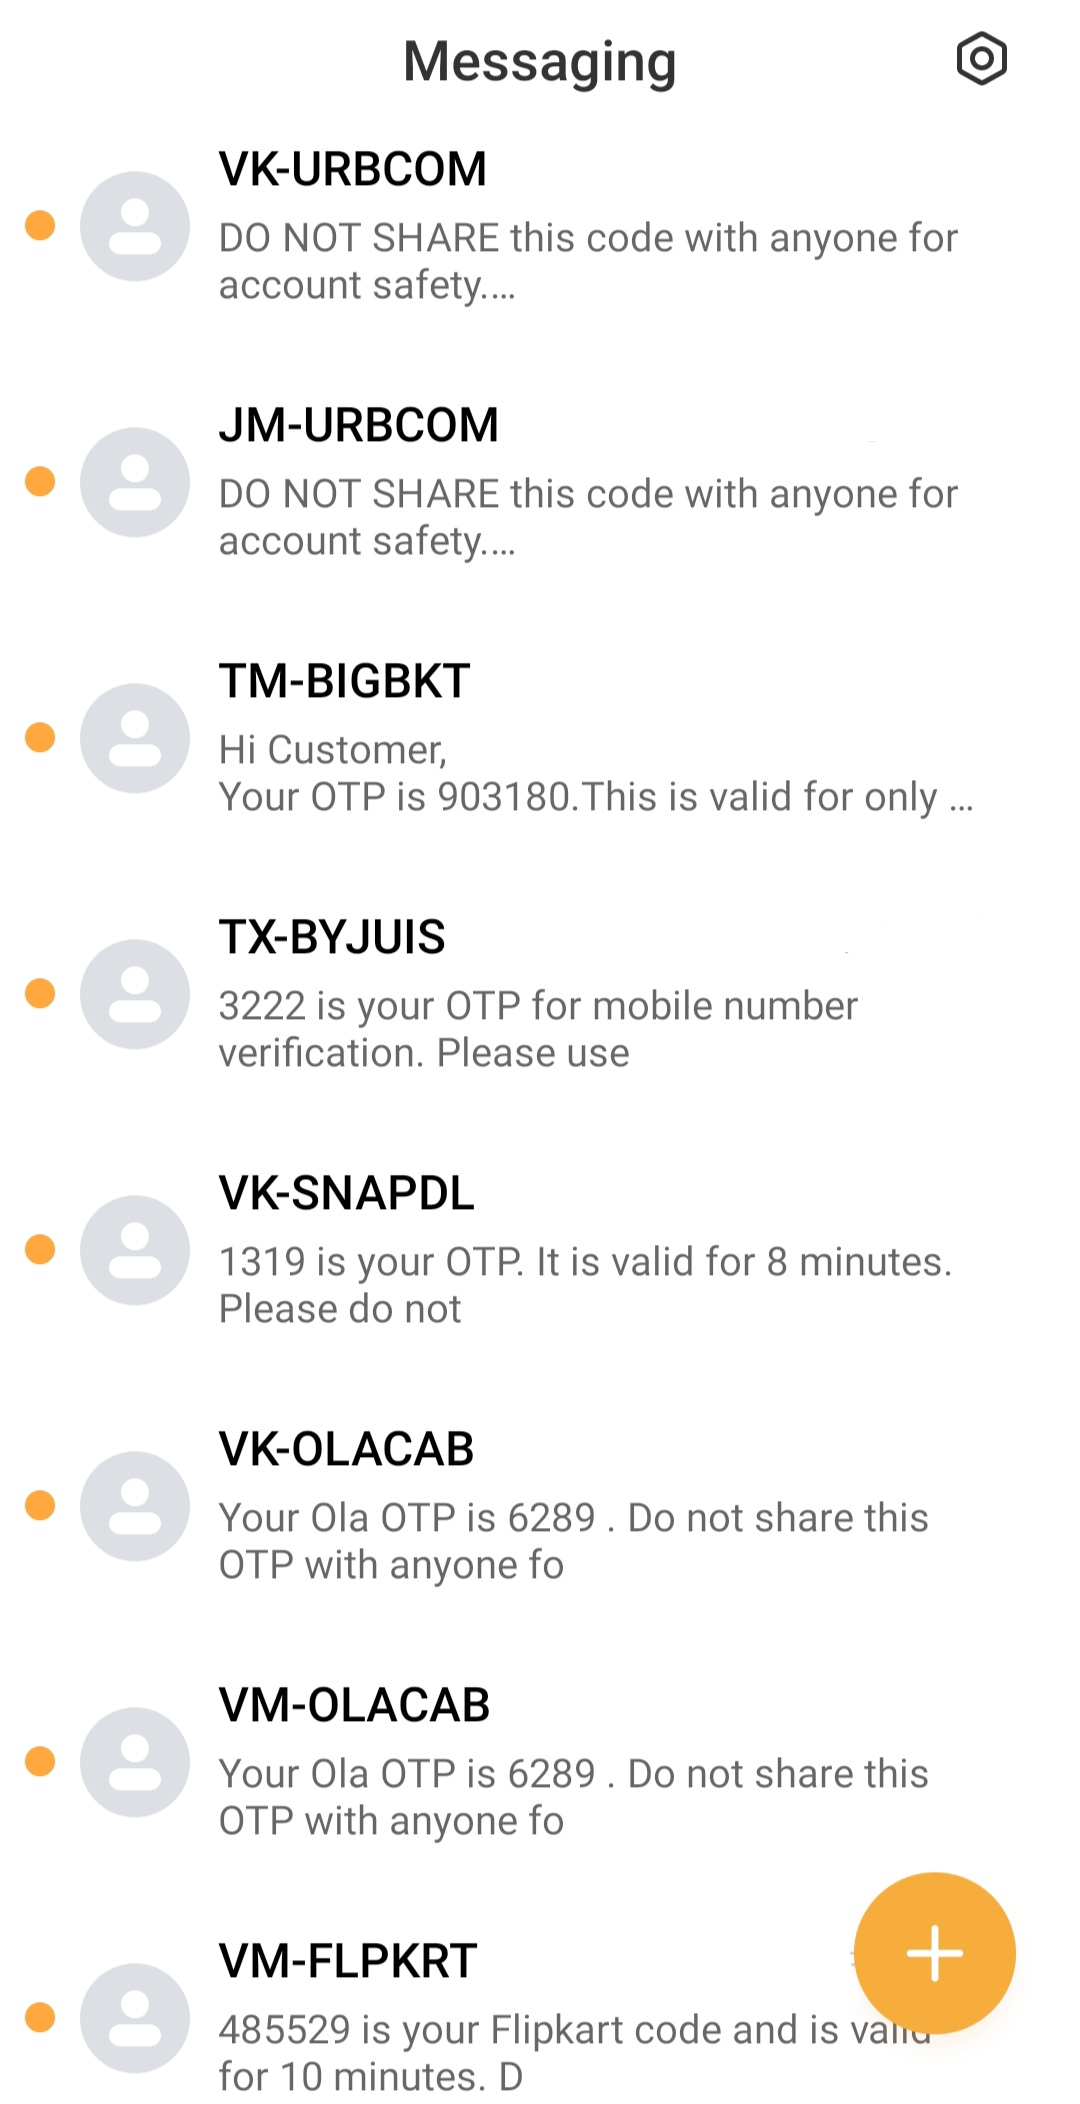 Messaging
VK-URBCOM
DO NOT SHARE this code with anyone for
account safety....
JM-URBCOM
DO NOT SHARE this code with anyone for
account safety....
TM-BIGBKT
Hi Customer,
Your OTP is 903180.This is valid for only ...
TX-BYJUIS
3222 is your OTP for mobile number
verification. Please use
VK-SNAPDL
1319 is your OTP. It is valid for 8 minutes.
Please do not
VK-OLACAB
Your Ola OTP is 6289 . Do not share this
OTP with anyone fo
VM-OLACAB
Your Ola OTP is 6289 . Do not share this
OTP with anyone fo
VM-FLPKRT
485529 is your Flipkart code and is valid
for 10 minutes. D